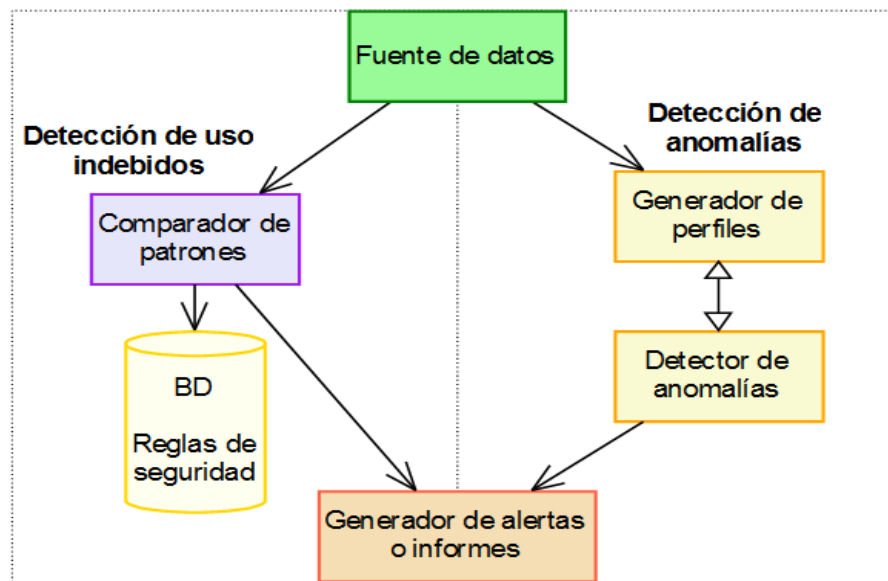 Fuente de datos
Detección de uso
indebidos
Detección de
anomalías
Comparador de
patrones
Generador de
perfiles
BD
Reglas de
seguridad
Detector de
anomalías
Generador de alertas
o informes